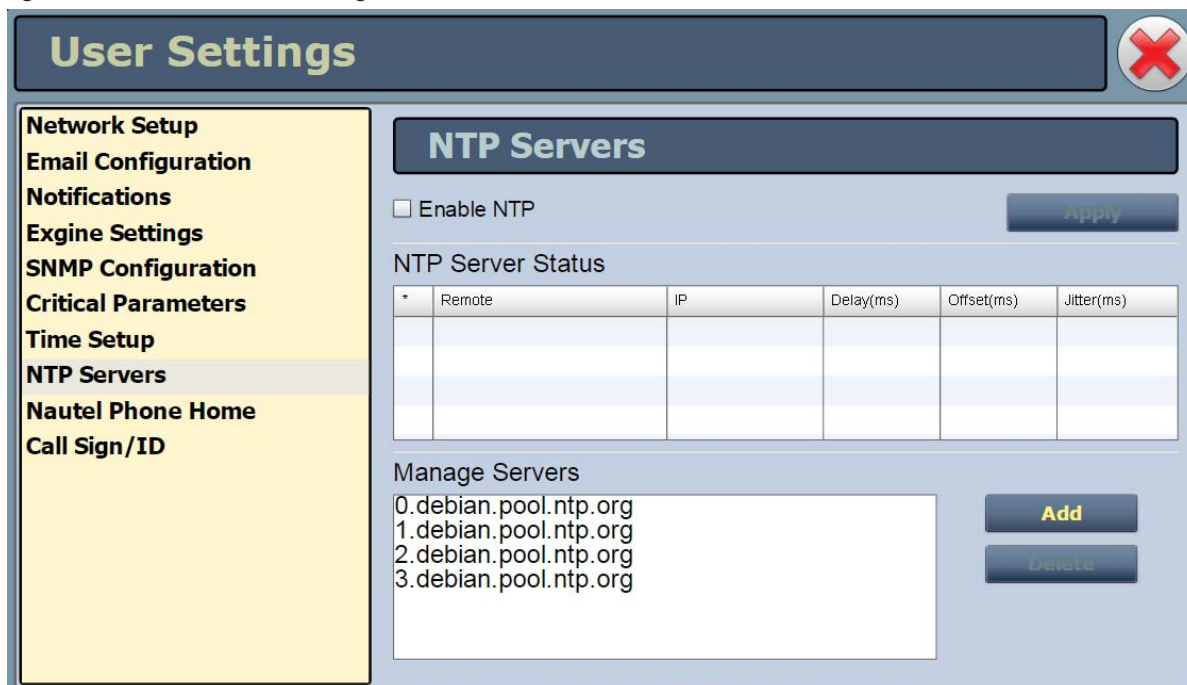 User Settings
Network Setup
Email Configuration
Notifications
Exgine Settings
SNMP Configuration
Critical Parameters
Time Setup
NTP Servers
Nautel Phone Home
Call Sign/ID
NTP Servers
Enable NTP
Apply
NTP Server Status
* Remote IP Delay(ms) Offset(ms) Jitter(ms)
Manage Servers
0.debian.pool.ntp.org
1.debian.pool.ntp.org
2.debian.pool.ntp.org
3.debian.pool.ntp.org
Add
Delete